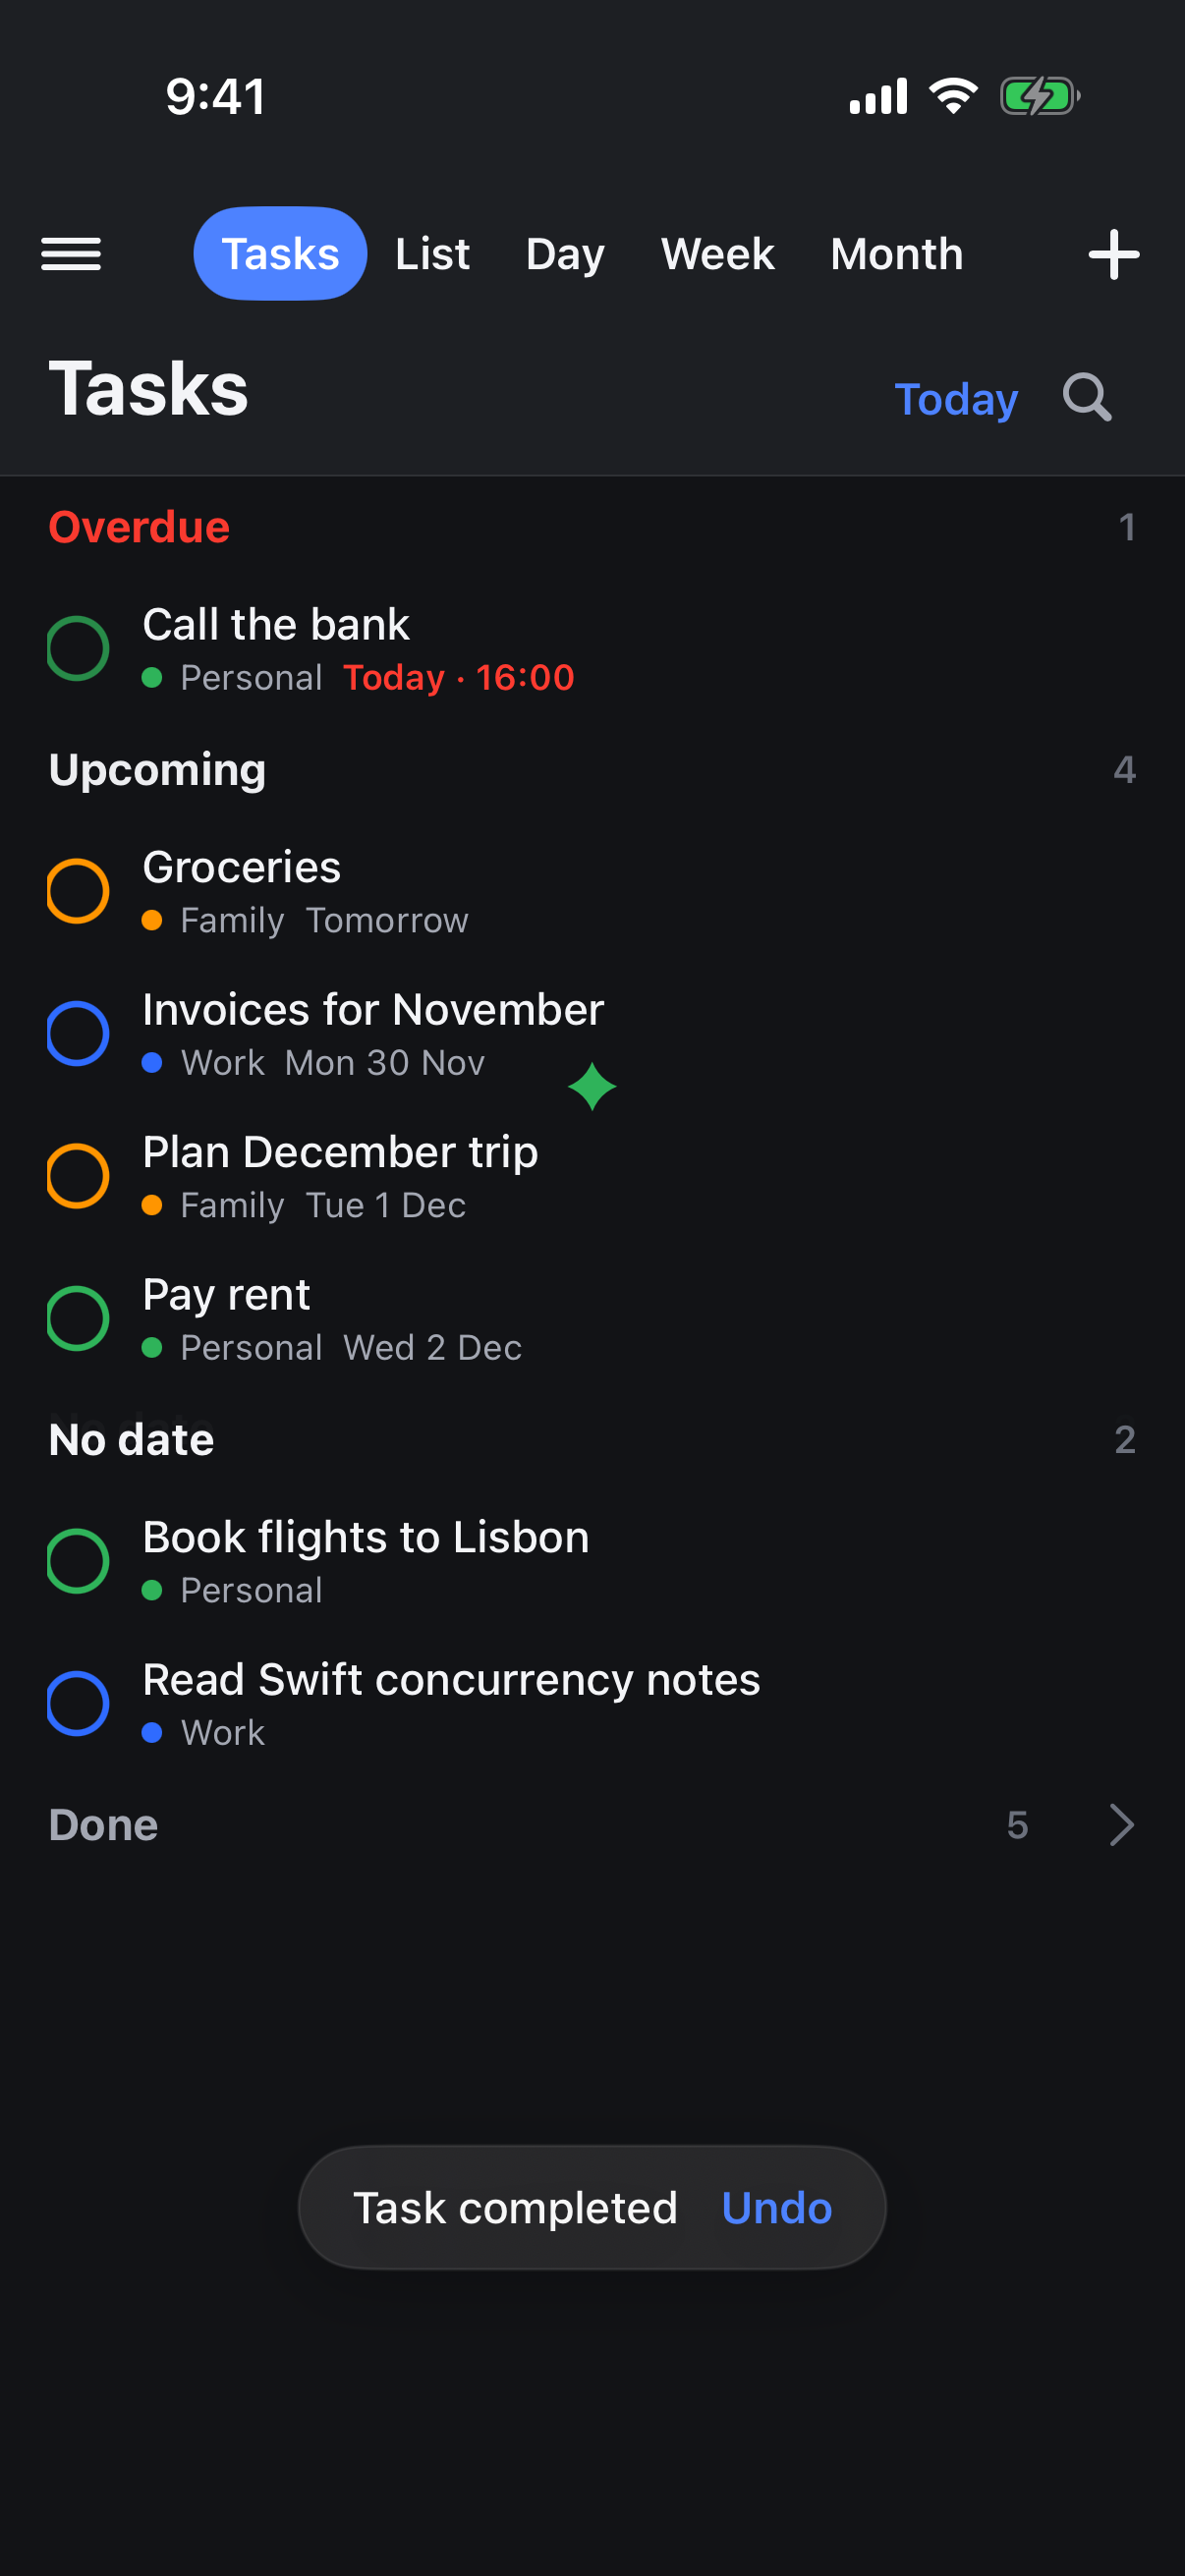 9:41
Tasks List Day Week Month
Tasks
Today
Overdue 1
Call the bank
Personal Today · 16:00
Upcoming 4
Groceries
Family Tomorrow
Invoices for November
Work Mon 30 Nov
Plan December trip
Family Tue 1 Dec
Pay rent
Personal Wed 2 Dec
No date 2
Book flights to Lisbon
Personal
Read Swift concurrency notes
Work
Done 5
Task completed Undo